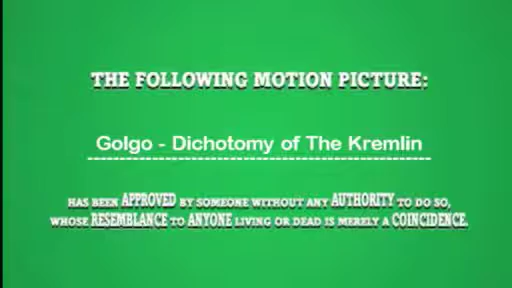 THE FOLLOWING MOTION PICTURE:
Golgo - Dichotomy of The Kremlin
HAS BEEN APPROVED BY SOMEONE WITHOUT ANY AUTHORITY TO DO SO,
WHOSE RESEMBLANCE TO ANYONE LIVING OR DEAD IS MERELY A COINCIDENCE.